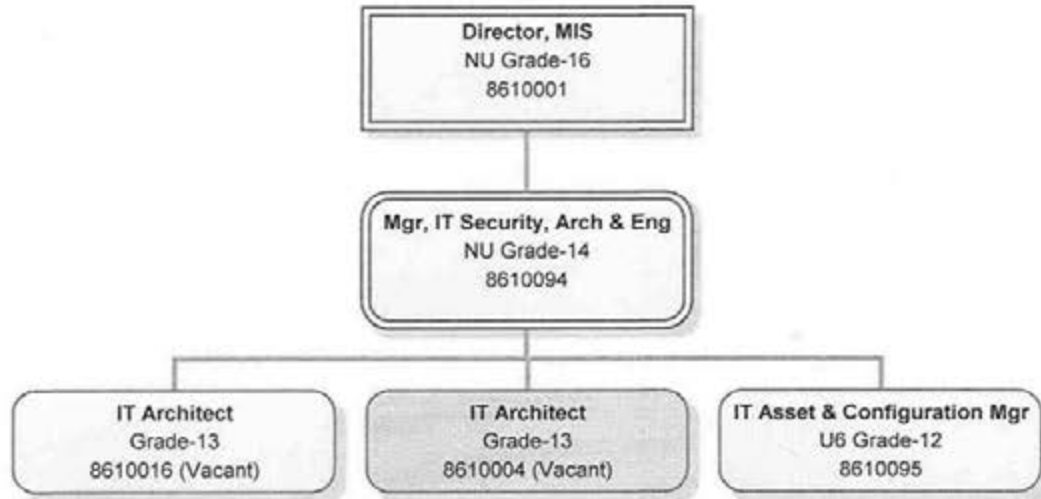 Director, MIS
NU Grade-16
8610001
Mgr, IT Security, Arch & Eng
NU Grade-14
8610094
IT Architect
Grade-13
8610016 (Vacant)
IT Architect
Grade-13
8610004 (Vacant)
IT Asset & Configuration Mgr
U6 Grade-12
8610095